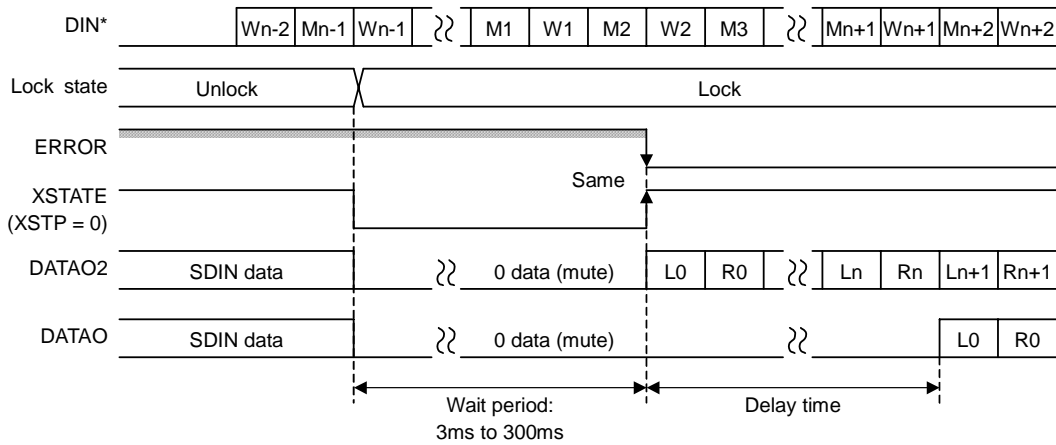 DIN* Wn-2 Mn-1 Wn-1 M1 W1 M2 W2 M3 Mn+1 Wn+1 Mn+2 Wn+2
Lock state Unlock Lock
ERROR
Same
XSTATE
(XSTP = 0)
DATAO2 SDIN data 0 data (mute) L0 R0 Ln Rn Ln+1 Rn+1
DATAO SDIN data 0 data (mute) L0 R0
Wait period: Delay time
3ms to 300ms